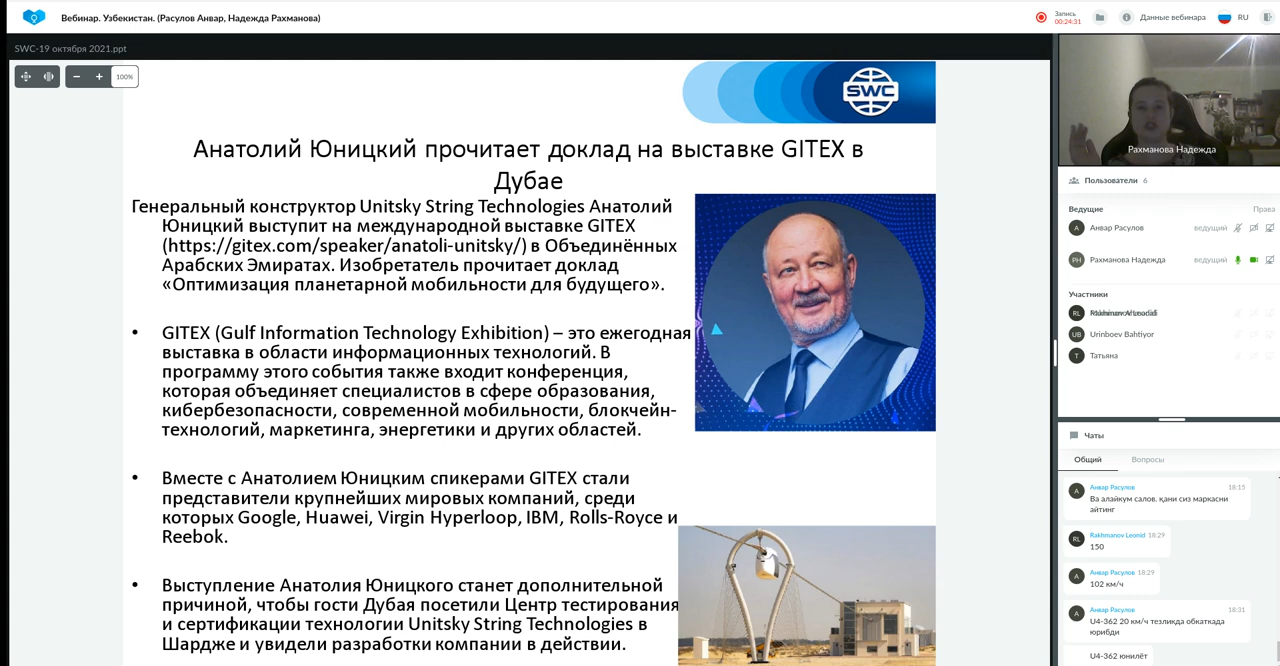 Вебинар. Узбекистан. (Расулов Анвар, Надежда Рахманова)
Запись
00:24:31
Данные вебинара
RU
SWC-19 октября 2021.ppt
100%
SWC
Анатолий Юницкий прочитает доклад на выставке GITEX в
Дубае
Генеральный конструктор Unitsky String Technologies Анатолий
Юницкий выступит на международной выставке GITEX
(https://gitex.com/speaker/anatoli-unitsky/) в Объединённых
Арабских Эмиратах. Изобретатель прочитает доклад
«Оптимизация планетарной мобильности для будущего».
• GITEX (Gulf Information Technology Exhibition) – это ежегодная
выставка в области информационных технологий. В
программу этого события также входит конференция,
которая объединяет специалистов в сфере образования,
кибербезопасности, современной мобильности, блокчейн-
технологий, маркетинга, энергетики и других областей.
• Вместе с Анатолием Юницким спикерами GITEX стали
представители крупнейших мировых компаний, среди
которых Google, Huawei, Virgin Hyperloop, IBM, Rolls-Royce и
Reebok.
• Выступление Анатолия Юницкого станет дополнительной
причиной, чтобы гости Дубая посетили Центр тестирования
и сертификации технологии Unitsky String Technologies в
Шардже и увидели разработки компании в действии.
Рахманова Надежда
Пользователи 6
Ведущие
Права
А Анвар Расулов ведущий
РН Рахманова Надежда ведущий
Участники
RL
UB Urinboev Bahtiyor
Т Татьяна
Чаты
Общий Вопросы
А Анвар Расулов 18:15
Ва алайкум салов. қани сиз маркасни
айтинг
RL Rakhmanov Leonid 18:29
150
А Анвар Расулов 18:29
102 км/ч
А Анвар Расулов 18:31
U4-362 20 км/ч тезликда обкаткада
юрибди
U4-362 юнилёт